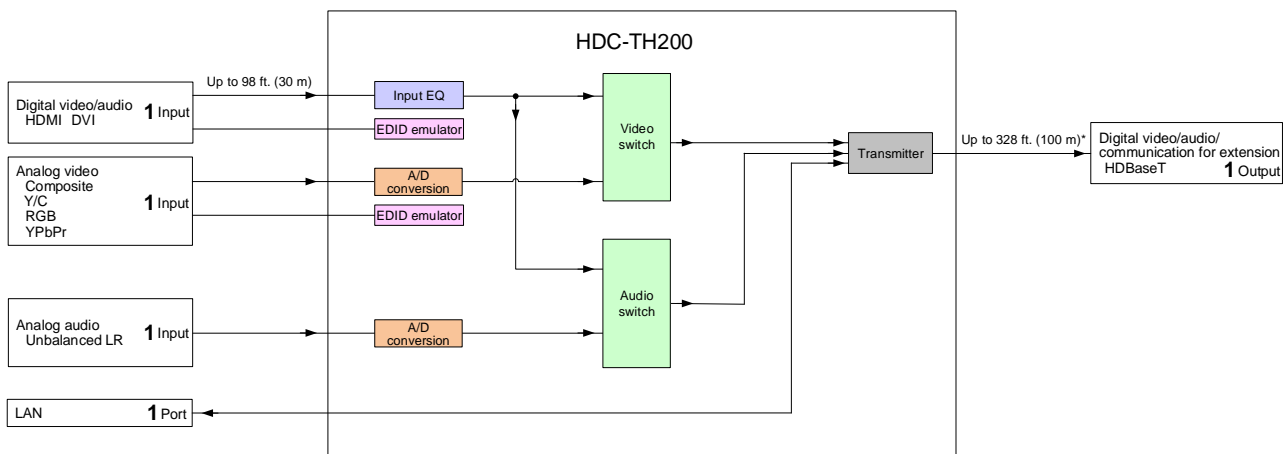 HDC-TH200
Up to 98 ft. (30 m)
Digital video/audio
HDMI DVI
1 Input
Input EQ
EDID emulator
Analog video
Composite
Y/C
RGB
YPbPr
1 Input
A/D
conversion
EDID emulator
Video
switch
Transmitter
Up to 328 ft. (100 m)*
Digital video/audio/
communication for extension
HDBaseT
1 Output
Analog audio
Unbalanced LR
1 Input
A/D
conversion
Audio
switch
LAN
1 Port